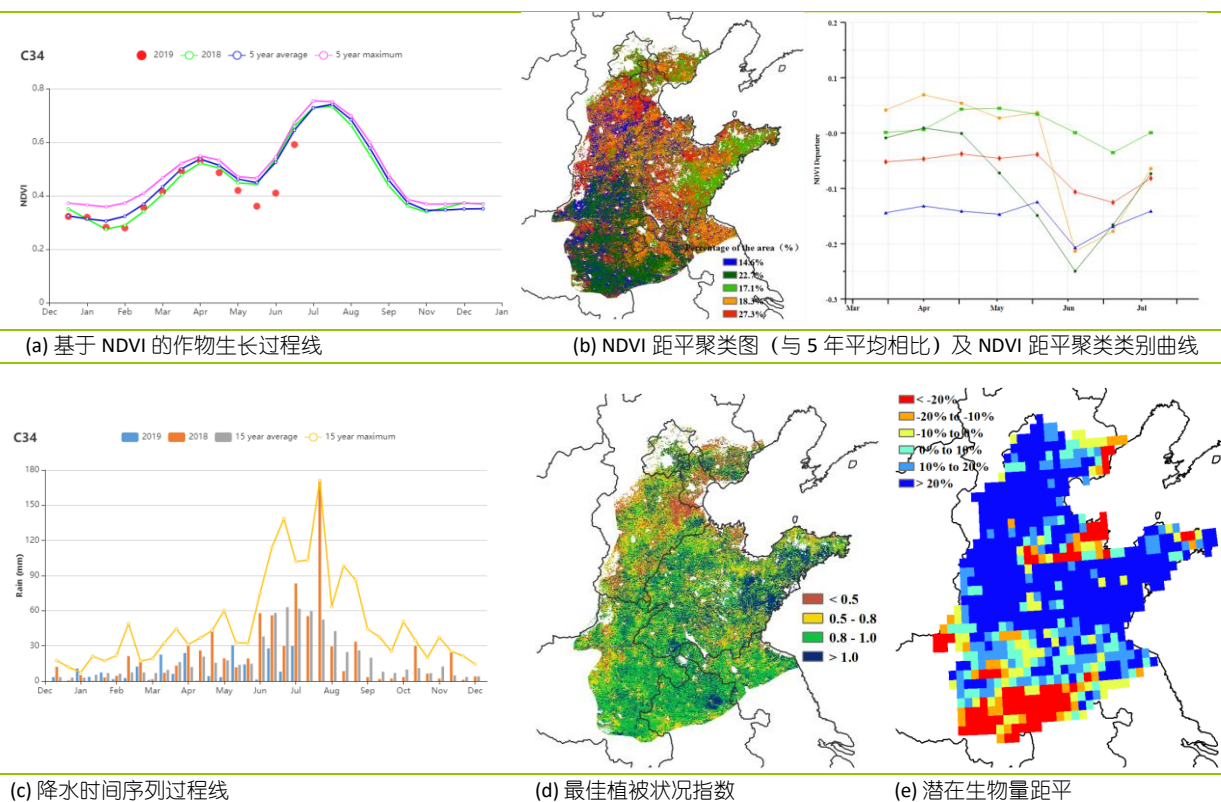 C34
2019 2018 5 year average 5 year maximum
NDVI
0.8
0.6
0.4
0.2
0
Dec Jan Feb Mar Apr May Jun Jul Aug Sep Oct Nov Dec Jan
Percentage of the area (%)
14.6%
22.7%
17.1%
18.3%
27.3%
NDVI Departure
0.2
0.1
-0.0
-0.1
-0.2
-0.3
Mar Apr May Jun Jul
(a) 基于 NDVI 的作物生长过程线
(b) NDVI 距平聚类图（与 5 年平均相比）及 NDVI 距平聚类类别曲线
C34
2019 2018 15 year average 15 year maximum
Rain (mm)
180
150
120
90
60
30
0
Dec Jan Feb Mar Apr May Jun Jul Aug Sep Oct Nov Dec
< 0.5
0.5 - 0.8
0.8 - 1.0
> 1.0
< -20%
-20% to -10%
-10% to 0%
0% to 10%
10% to 20%
> 20%
(c) 降水时间序列过程线
(d) 最佳植被状况指数
(e) 潜在生物量距平